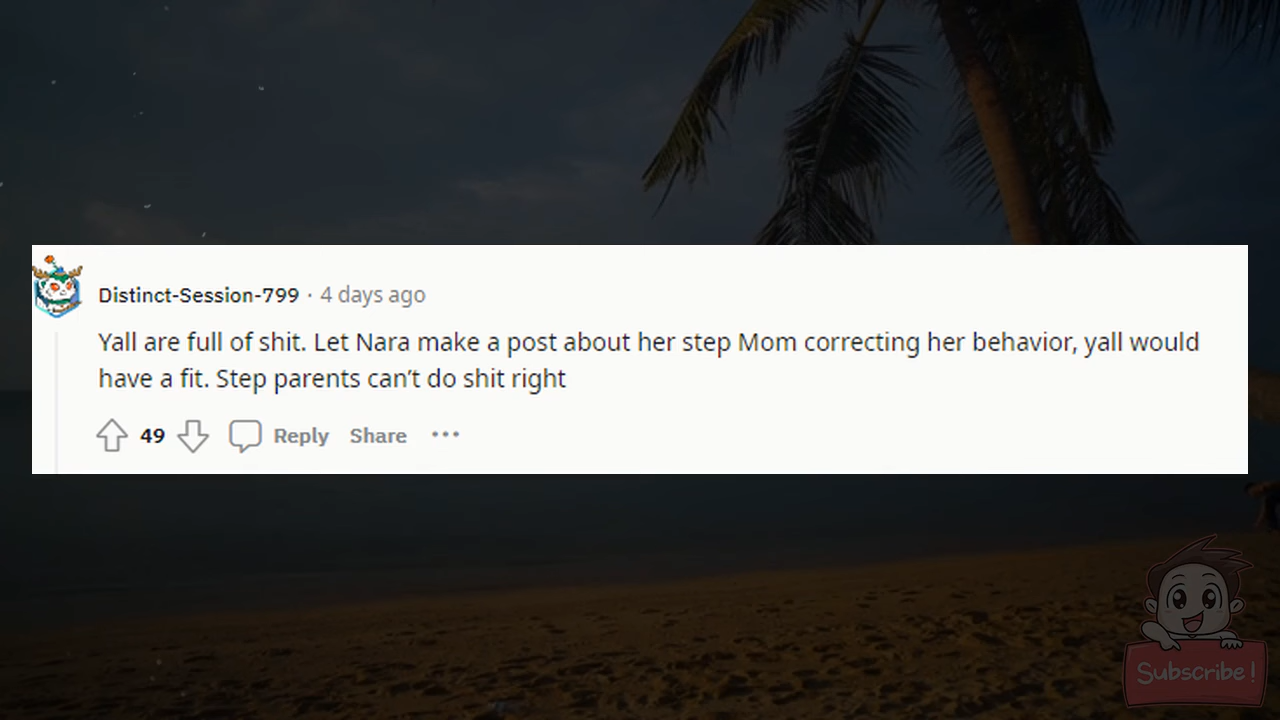 Distinct-Session-799 · 4 days ago
Yall are full of shit. Let Nara make a post about her step Mom correcting her behavior, yall would
have a fit. Step parents can’t do shit right
49 Reply Share •••
Subscribe!